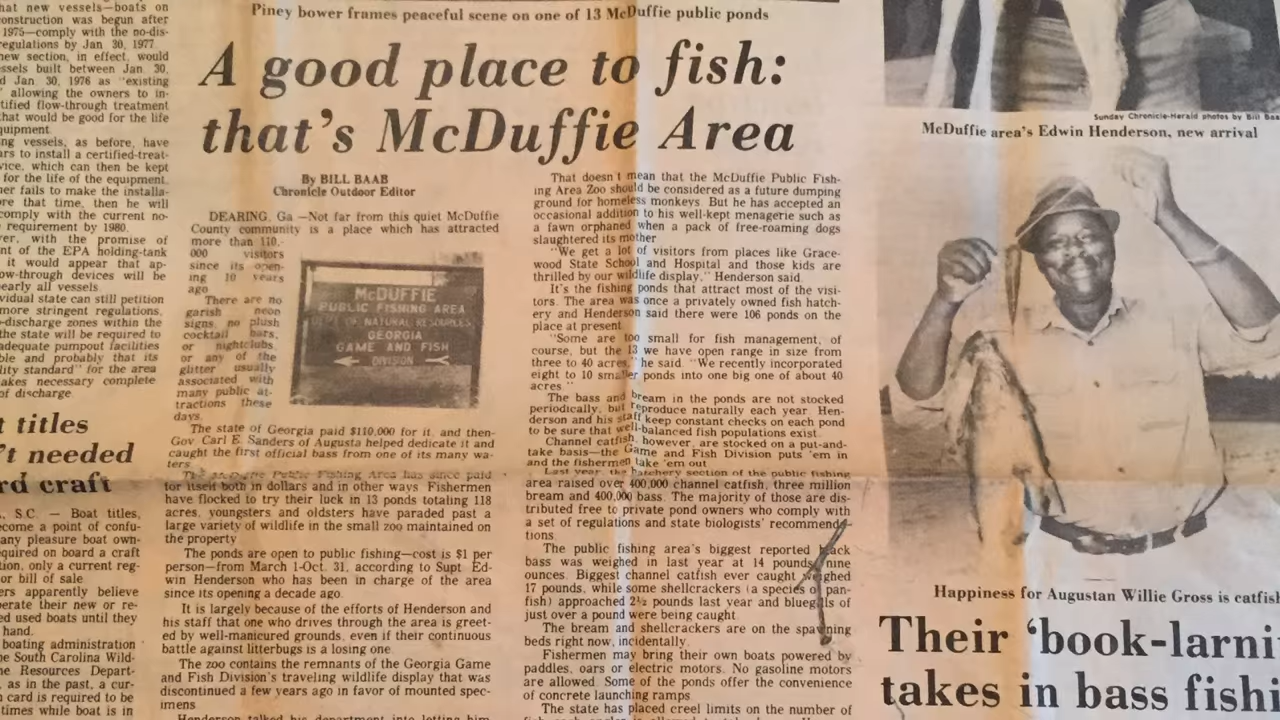 hat new vessels—boats on
onstruction was begun after
1975—comply with the no-dis-
regulations by Jan 30, 1977.
new section, in effect, would
ssels built between Jan. 30,
d Jan 30, 1976 as "existing
allowing the owners to in-
tified flow-through treatment
hat would be good for the life
quipment.
ng vessels, as before, have
ars to install a certified-treat-
vice, which can then be kept
for the life of the equipment.
ner fails to make the installa-
ore that time, then he will
comply with the current no-
requirement by 1980.
ver, with the promise of
nt of the EPA holding-tank
it would appear that ap-
ow-through devices will be
nearly all vessels.
vidual state can still petition
more stringent regulations,
-discharge zones within the
the state will be required to
adequate pumpout facilities
ble and probably that its
lity standard" for the area
akes necessary complete
of discharge.
t titles
't needed
rd craft
., S.C. — Boat titles,
ecome a point of confu-
any pleasure boat own-
quired on board a craft
tion, only a current reg-
or bill of sale.
ers apparently believe
erate their new or re-
ed used boats until they
hand.
boating administration
he South Carolina Wild-
ne Resources Depart-
, as in the past, a cur-
n card is required to be
times while boat is in
Piney bower frames peaceful scene on one of 13 McDuffie public ponds
A good place to fish:
that's McDuffie Area
By BILL BAAB
Chronicle Outdoor Editor
DEARING, Ga —Not far from this quiet McDuffie
County community is a place which has attracted
more than 110,-
000 visitors
since its open-
ing 10 years
ago
There are no
garish neon
signs, no plush
cocktail bars,
or nightclubs
or any of the
glitter usually
associated with
many public at-
tractions these
days.
McDUFFIE
PUBLIC FISHING AREA
DEPT. OF NATURAL RESOURCES
GEORGIA
GAME AND FISH
DIVISION
The state of Georgia paid $110,000 for it, and then-
Gov Carl E. Sanders of Augusta helped dedicate it and
caught the first official bass from one of its many wa-
ters
The McDuffie Public Fishing Area has since paid
for itself both in dollars and in other ways Fishermen
have flocked to try their luck in 13 ponds totaling 118
acres, youngsters and oldsters have paraded past a
large variety of wildlife in the small zoo maintained on
the property
The ponds are open to public fishing—cost is $1 per
person—from March 1-Oct. 31, according to Supt Ed-
win Henderson who has been in charge of the area
since its opening a decade ago.
It is largely because of the efforts of Henderson and
his staff that one who drives through the area is greet-
ed by well-manicured grounds, even if their continuous
battle against litterbugs is a losing one.
The zoo contains the remnants of the Georgia Game
and Fish Division's traveling wildlife display that was
discontinued a few years ago in favor of mounted spec-
imens
Henderson talked his department into letting him
That doesn't mean that the McDuffie Public Fish-
ing Area Zoo should be considered as a future dumping
ground for homeless monkeys. But he has accepted an
occasional addition to his well-kept menagerie such as
a fawn orphaned when a pack of free-roaming dogs
slaughtered its mother
"We get a lot of visitors from places like Grace-
wood State School and Hospital and those kids are
thrilled by our wildlife display," Henderson said.
It's the fishing ponds that attract most of the visi-
tors. The area was once a privately owned fish hatch-
ery and Henderson said there were 106 ponds on the
place at present
"Some are too small for fish management, of
course, but the 13 we have open range in size from
three to 40 acres," he said "We recently incorporated
eight to 10 smaller ponds into one big one of about 40
acres."
The bass and bream in the ponds are not stocked
periodically, but reproduce naturally each year. Hen-
derson and his staff keep constant checks on each pond
to be sure that well-balanced fish populations exist.
Channel catfish, however, are stocked on a put-and-
take basis—the Game and Fish Division puts 'em in
and the fishermen take 'em out
Last year, the hatchery section of the public fishing
area raised over 400,000 channel catfish, three million
bream and 400,000 bass. The majority of those are dis-
tributed free to private pond owners who comply with
a set of regulations and state biologists' recommenda-
tions.
The public fishing area's biggest reported black
bass was weighed in last year at 14 pounds, nine
ounces. Biggest channel catfish ever caught weighed
17 pounds, while some shellcrackers (a species of pan-
fish) approached 2½ pounds last year and bluegills of
just over a pound were being caught
The bream and shellcrackers are on the spawning
beds right now, incidentally.
Fishermen may bring their own boats powered by
paddles, oars or electric motors. No gasoline motors
are allowed. Some of the ponds offer the convenience
of concrete launching ramps
The state has placed creel limits on the number of
Sunday Chronicle-Herald photos by Bill Baa
McDuffie area's Edwin Henderson, new arrival
Happiness for Augustan Willie Gross is catfish
Their 'book-larni
takes in bass fishi